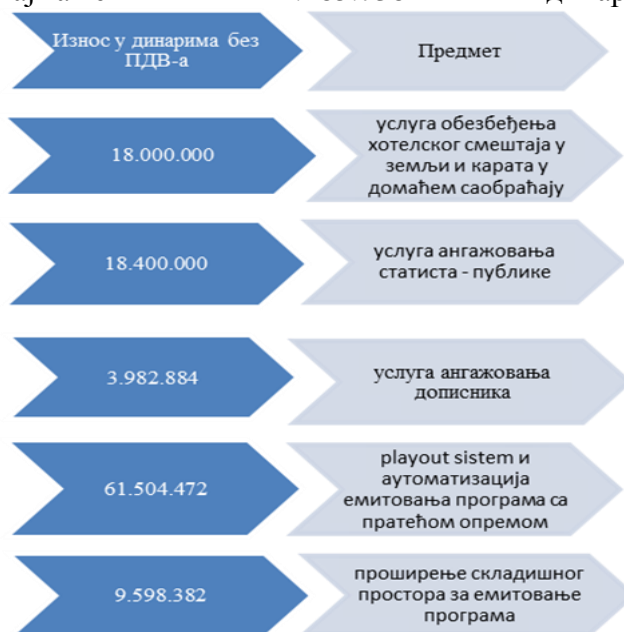 Износ у динарима без
ПДВ-а
Предмет
18.000.000
услуга обезбеђења
хотелског смештаја у
земљи и карата у
домаћем саобраћају
18.400.000
услуга ангажовања
статиста - публике
3.982.884
услуга ангажовања
дописника
61.504.472
playout sistem и
аутоматизација
емитовања програма са
пратећом опремом
9.598.382
проширење складишног
простора за емитовање
програма